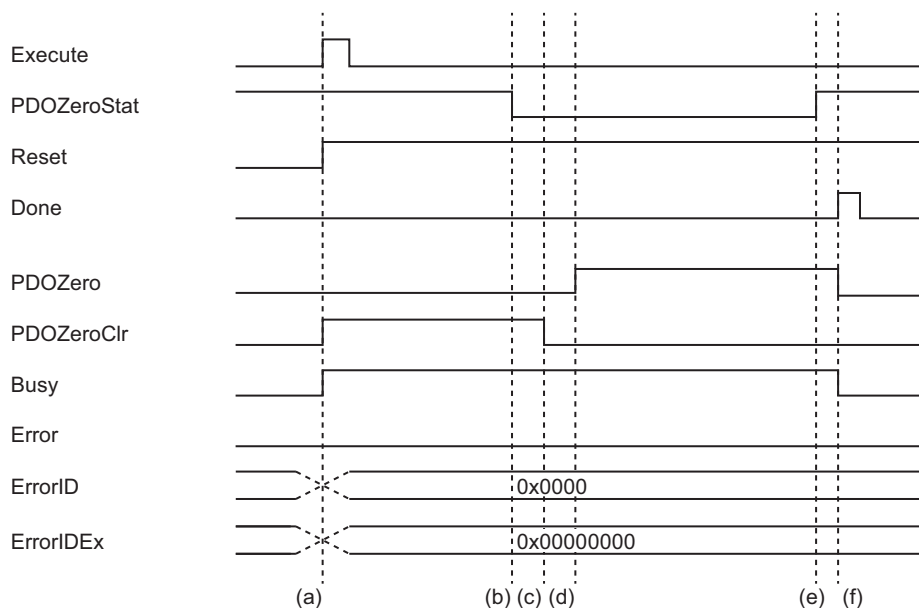 Execute
PDOZeroStat
Reset
Done
PDOZero
PDOZeroClr
Busy
Error
ErrorID 0x0000
ErrorIDEx 0x00000000
(a) (b) (c) (d) (e) (f)